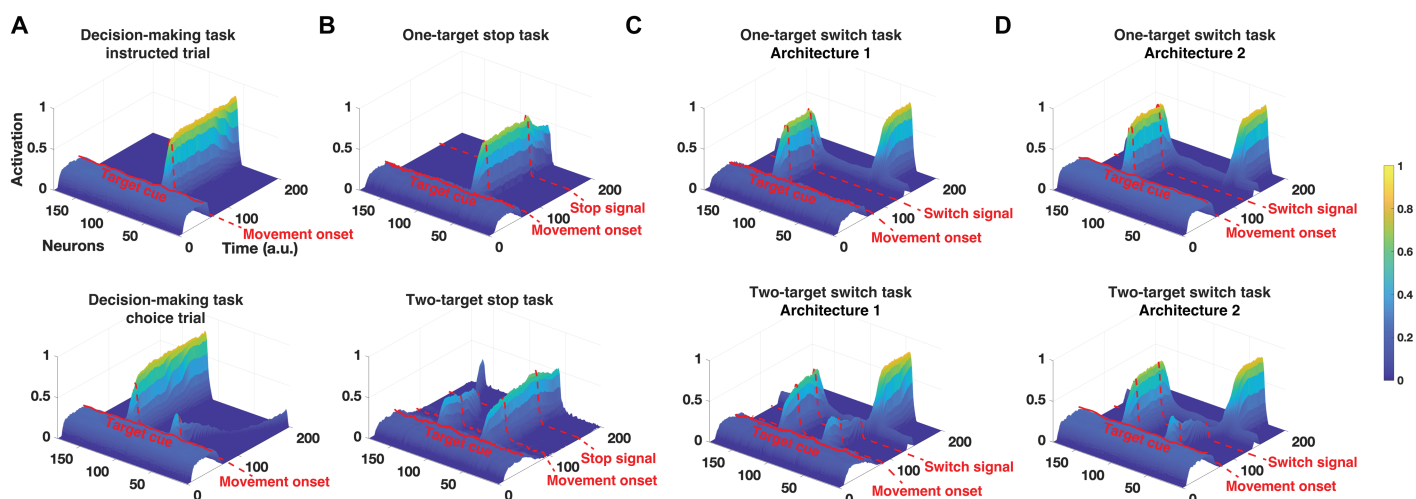 A
Decision-making task
instructed trial
Activation
1
0.5
0
150
100
50
0
Neurons
Time (a.u.)
100
200
Target cue
Movement onset
B
One-target stop task
1
0.5
0
150
100
50
0
100
200
Target cue
Stop signal
Movement onset
C
One-target switch task
Architecture 1
1
0.5
0
150
100
50
0
100
200
Target cue
Switch signal
Movement onset
D
One-target switch task
Architecture 2
1
0.5
0
150
100
50
0
100
200
Target cue
Switch signal
Movement onset
Decision-making task
choice trial
1
0.5
0
150
100
50
0
100
200
Target cue
Movement onset
Two-target stop task
1
0.5
0
150
100
50
0
100
200
Target cue
Stop signal
Movement onset
Two-target switch task
Architecture 1
1
0.5
0
150
100
50
0
100
200
Target cue
Switch signal
Movement onset
Two-target switch task
Architecture 2
1
0.5
0
150
100
50
0
100
200
Target cue
Switch signal
Movement onset
1
0.8
0.6
0.4
0.2
0